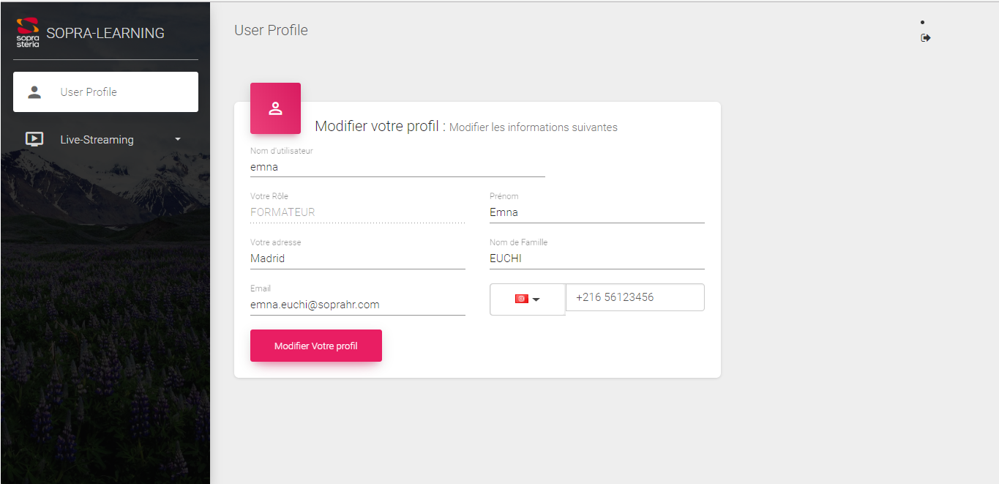 sopra
steria
SOPRA-LEARNING
User Profile
Live-Streaming
User Profile
Modifier votre profil : Modifier les informations suivantes
Nom d'utilisateur
emna
Votre Rôle
FORMATEUR
Prénom
Emna
Votre adresse
Madrid
Nom de Famille
EUCHI
Email
emna.euchi@soprahr.com
+216 56123456
Modifier Votre profil